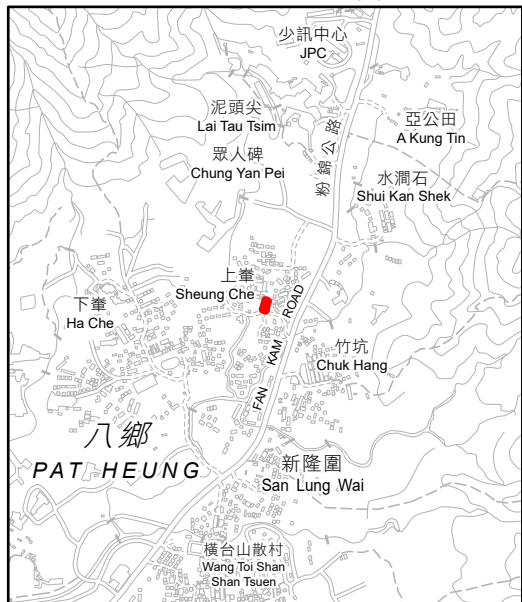 少訊中心
JPC
泥頭尖
Lai Tau Tsim
亞公田
A Kung Tin
眾人碑
Chung Yan Pei
粉錦公路
水澗石
Shui Kan Shek
上輋
Sheung Che
下輋
Ha Che
FAN KAM ROAD
竹坑
Chuk Hang
八鄉
PAT HEUNG
新隆圍
San Lung Wai
橫台山散村
Wang Toi Shan
Shan Tsuen